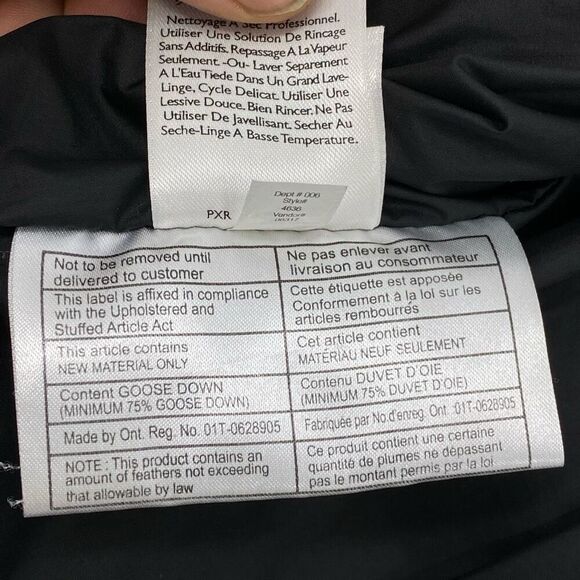 Nettoyage A Sec Professionel.
Utiliser Une Solution De Rincage
Sans Additifs. Repassage A La Vapeur
Seulement. -Ou- Laver Separement
A L'Eau Tiede Dans Un Grand Lave-
Linge, Cycle Delicat. Utiliser Une
Lessive Douce. Bien Rincer. Ne Pas
Utiliser De Javellisant. Secher Au
Seche-Linge A Basse Temperature.
PXR
Dept.# 006
Style#
4636
Vendor#
06317
Not to be removed until
delivered to customer
Ne pas enlever avant
livraison au consommateur
This label is affixed in compliance
with the Upholstered and
Stuffed Article Act
Cette étiquette est apposée
Conformement à la loi sur les
articles rembourrés
This article contains
NEW MATERIAL ONLY
Cet article contient
MATÉRIAU NEUF SEULEMENT
Content GOOSE DOWN
(MINIMUM 75% GOOSE DOWN)
Contenu DUVET D'OIE
(MINIMUM 75% DUVET D'OIE)
Made by Ont. Reg. No. 01T-0628905
Fabriquée par No.d'enreg. Ont :01T-0628905
NOTE : This product contains an
amount of feathers not exceeding
that allowable by law
Ce produit contient une certaine
quantité de plumes ne dépassant
pas le montant permis par la loi